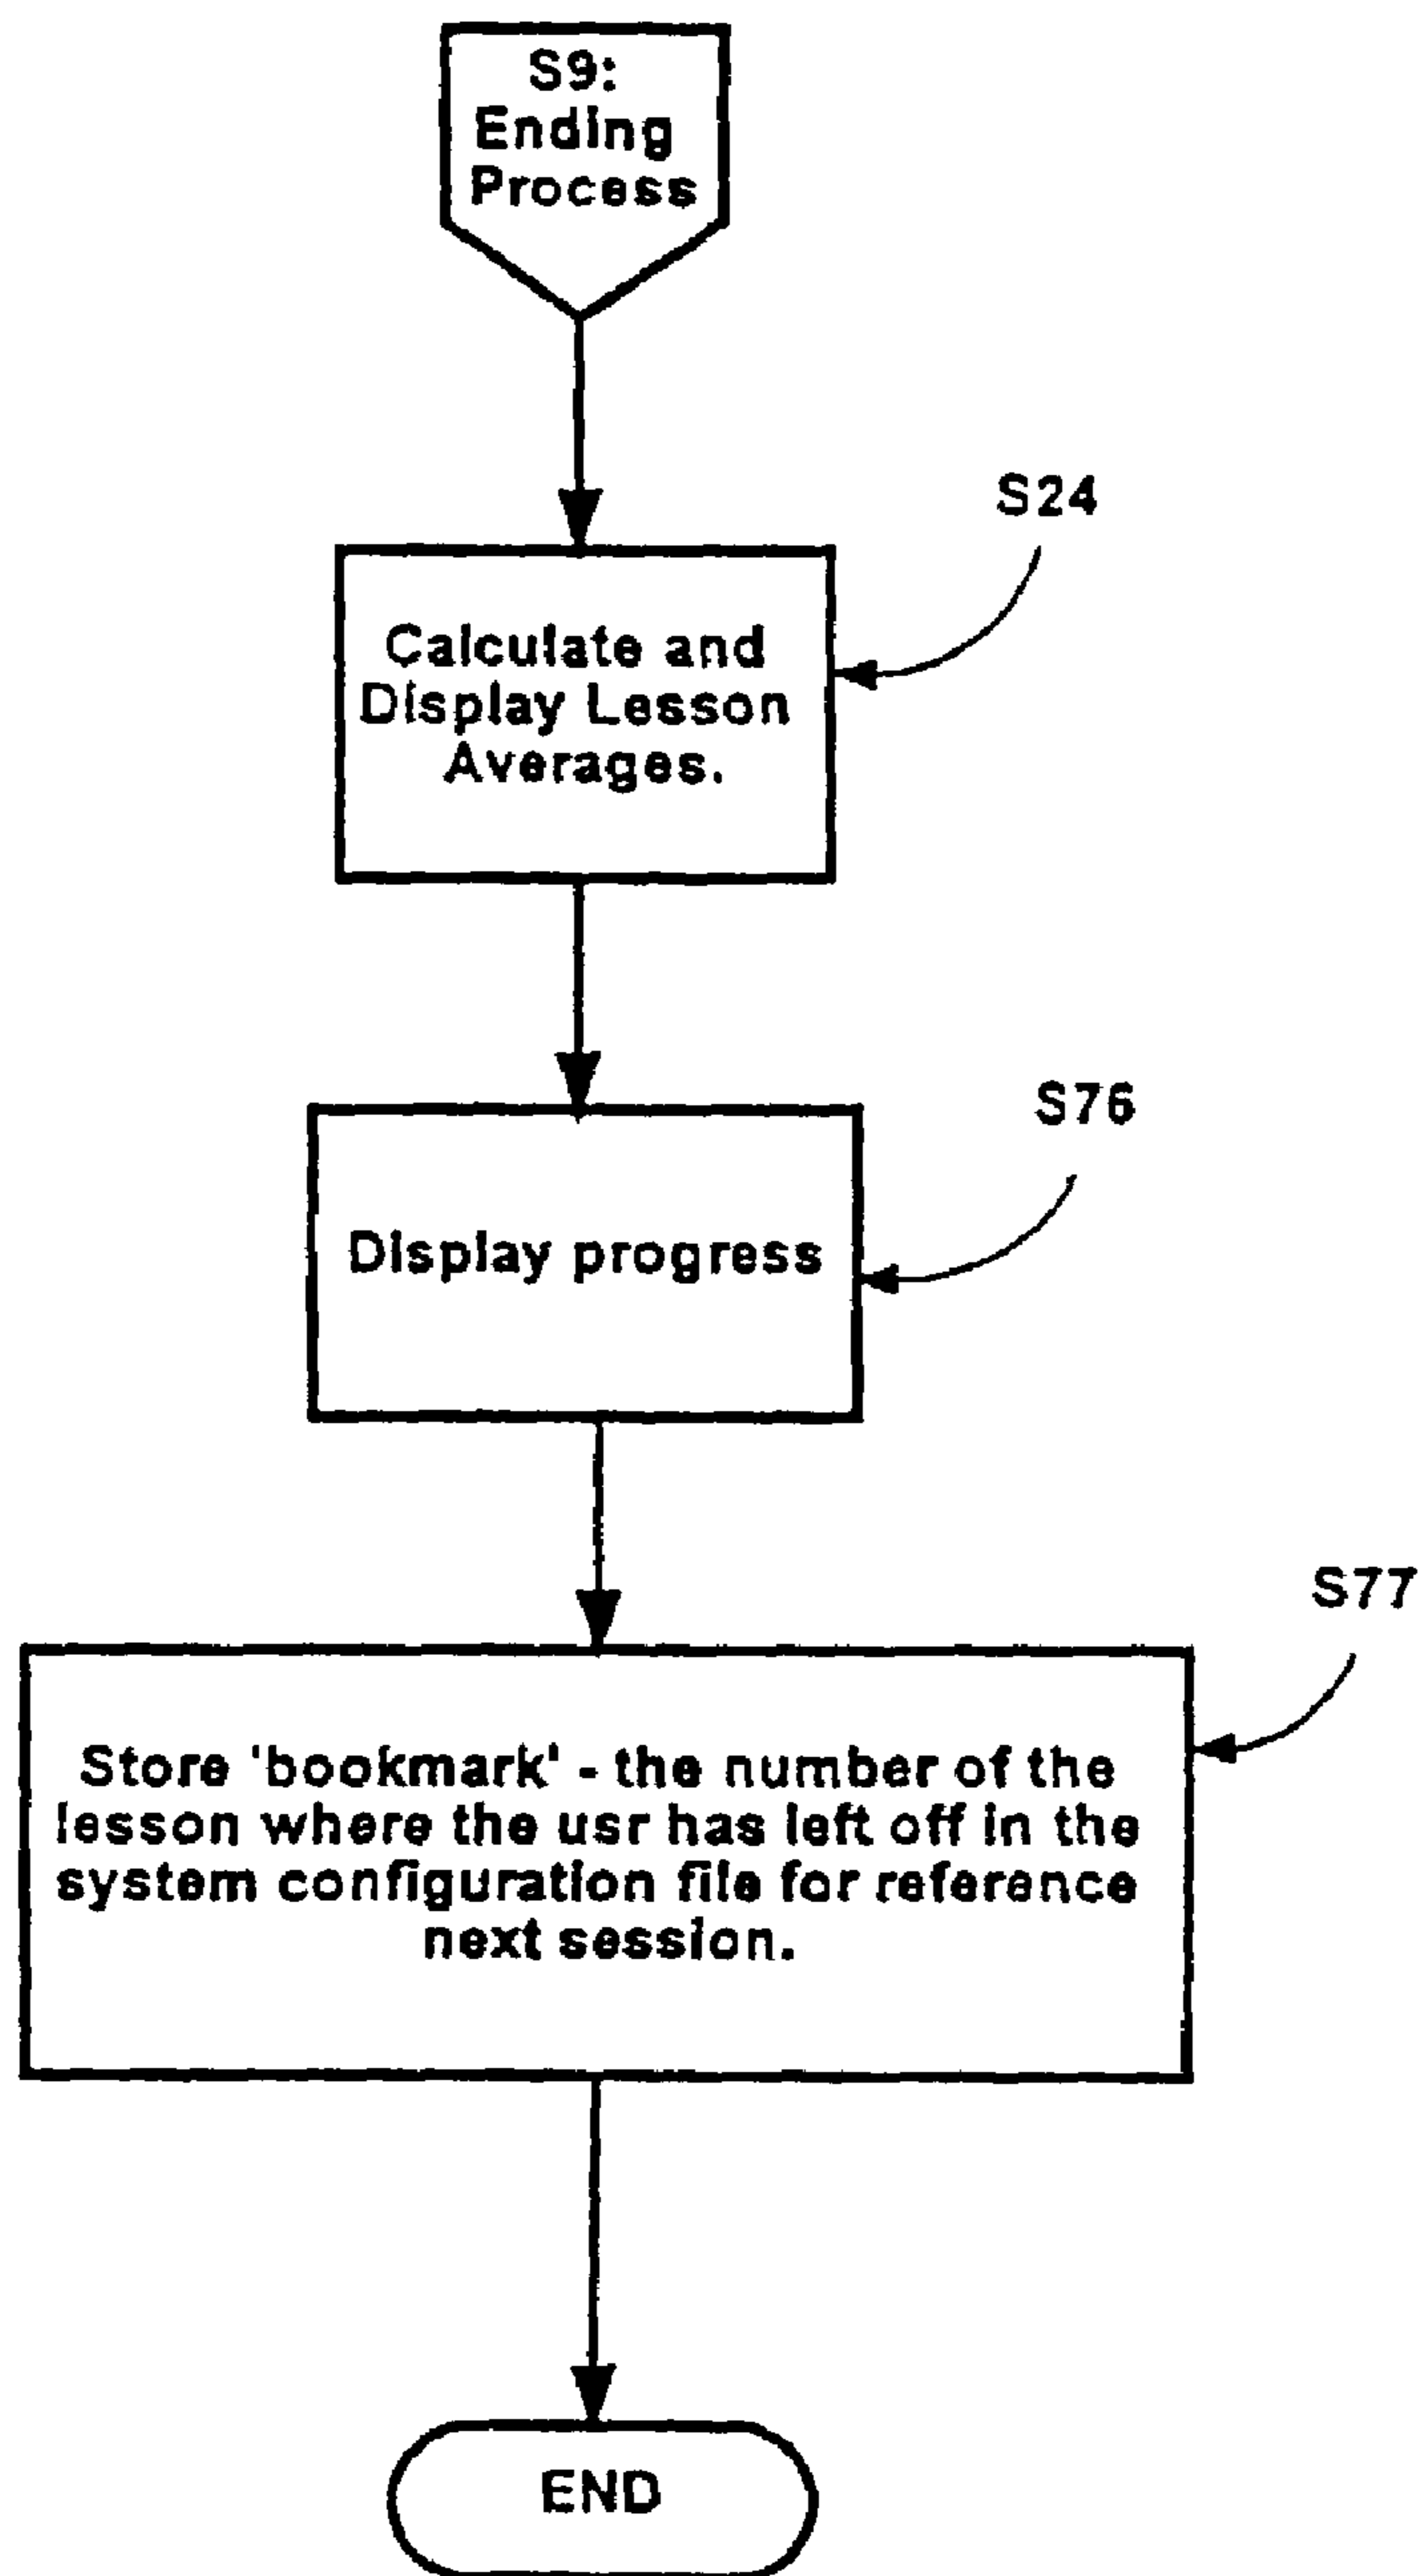 S9:
Ending
Process
S24
Calculate and
Display Lesson
Averages.
S76
Display progress
S77
Store 'bookmark' - the number of the
lesson where the usr has left off in the
system configuration file for reference
next session.
END